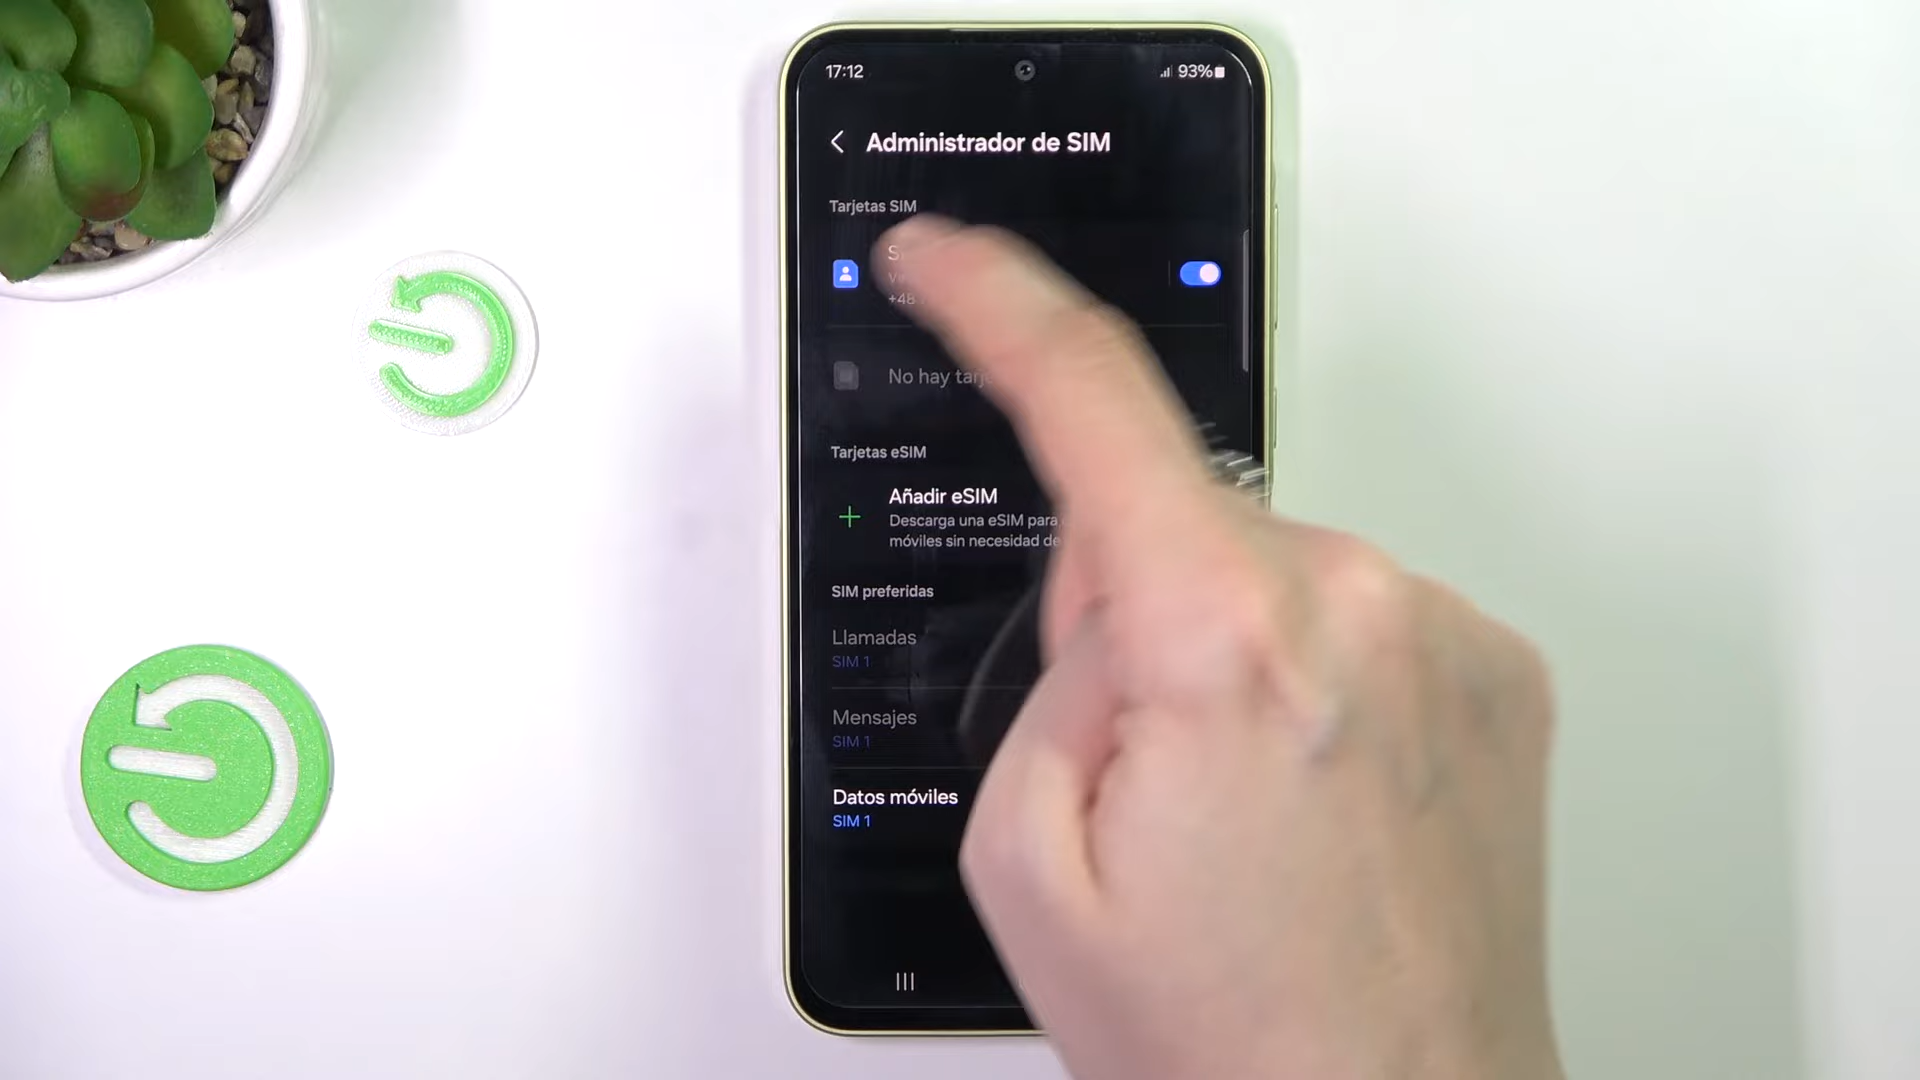 17:12
93%
Administrador de SIM
Tarjetas SIM
+48
No hay
Tarjetas eSIM
Añadir eSIM
Descarga una eSIM para
móviles sin necesidad de
SIM preferidas
Llamadas
SIM 1
Mensajes
SIM 1
Datos móviles
SIM 1